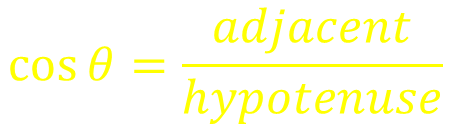 cos θ = adjacent / hypotenuse